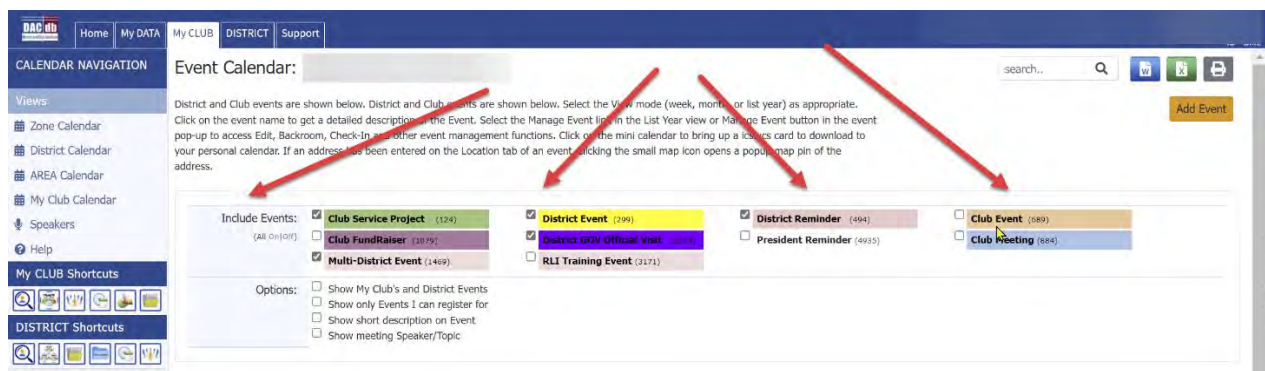 DAC db
Home My DATA My CLUB DISTRICT Support
CALENDAR NAVIGATION
Event Calendar:
search..
Views
Zone Calendar
District Calendar
AREA Calendar
My Club Calendar
Speakers
Help
My CLUB Shortcuts
DISTRICT Shortcuts
District and Club events are shown below. District and Club events are shown below. Select the View mode (week, month, or list year) as appropriate.
Click on the event name to get a detailed description of the Event. Select the Manage Event link in the List Year view or Manage Event button in the event
pop-up to access Edit, Backroom, Check-In and other event management functions. Click on the mini calendar to bring up a ics/vcs card to download to
your personal calendar. If an address has been entered on the Location tab of an event, clicking the small map icon opens a popup map pin of the
address.
Add Event
Include Events:
(All On|Off)
Club Service Project (124)
District Event (299)
District Reminder (494)
Club Event (689)
Club FundRaiser (1079)
District GOV Official Visit
President Reminder (4935)
Club Meeting (884)
Multi-District Event (1469)
RLI Training Event (3171)
Options:
Show My Club's and District Events
Show only Events I can register for
Show short description on Event
Show meeting Speaker/Topic